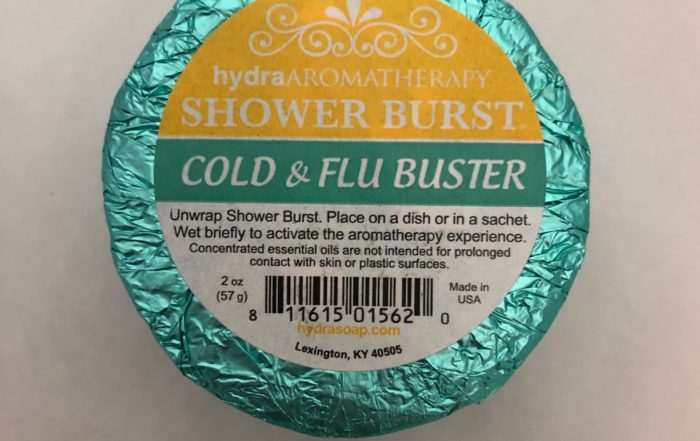 hydraAROMATHERAPY
SHOWER BURST
COLD & FLU BUSTER
Unwrap Shower Burst. Place on a dish or in a sachet.
Wet briefly to activate the aromatherapy experience.
Concentrated essential oils are not intended for prolonged
contact with skin or plastic surfaces.
2 oz
(57 g)
Made in
USA
8 11615 01562 0
hydrasoap.com
Lexington, KY 40505